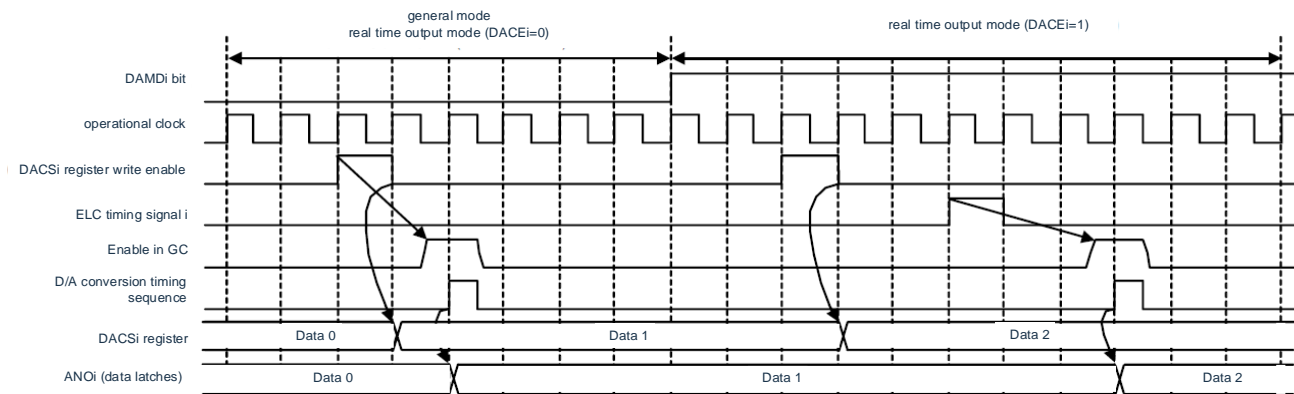 general mode
real time output mode (DACEi=0)
real time output mode (DACEi=1)
DAMDi bit
operational clock
DACSi register write enable
ELC timing signal i
Enable in GC
D/A conversion timing
sequence
DACSi register
Data 0
Data 1
Data 2
ANOi (data latches)
Data 0
Data 1
Data 2